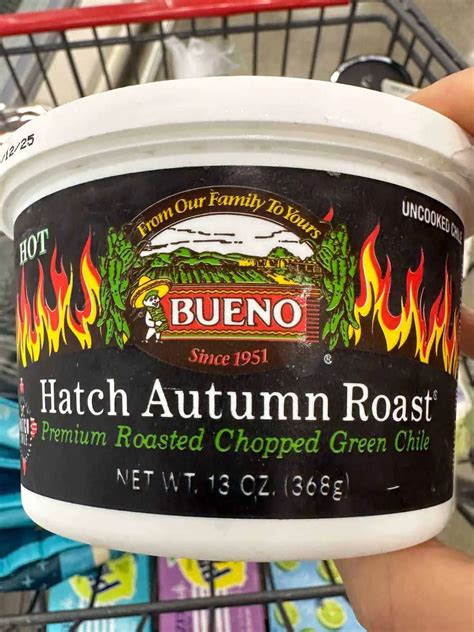 /12/25
HOT
UNCOOKED
From Our Family To Yours
BUENO
Since 1951
®
Hatch Autumn Roast®
Premium Roasted Chopped Green Chile
NET WT. 13 OZ. (368g)